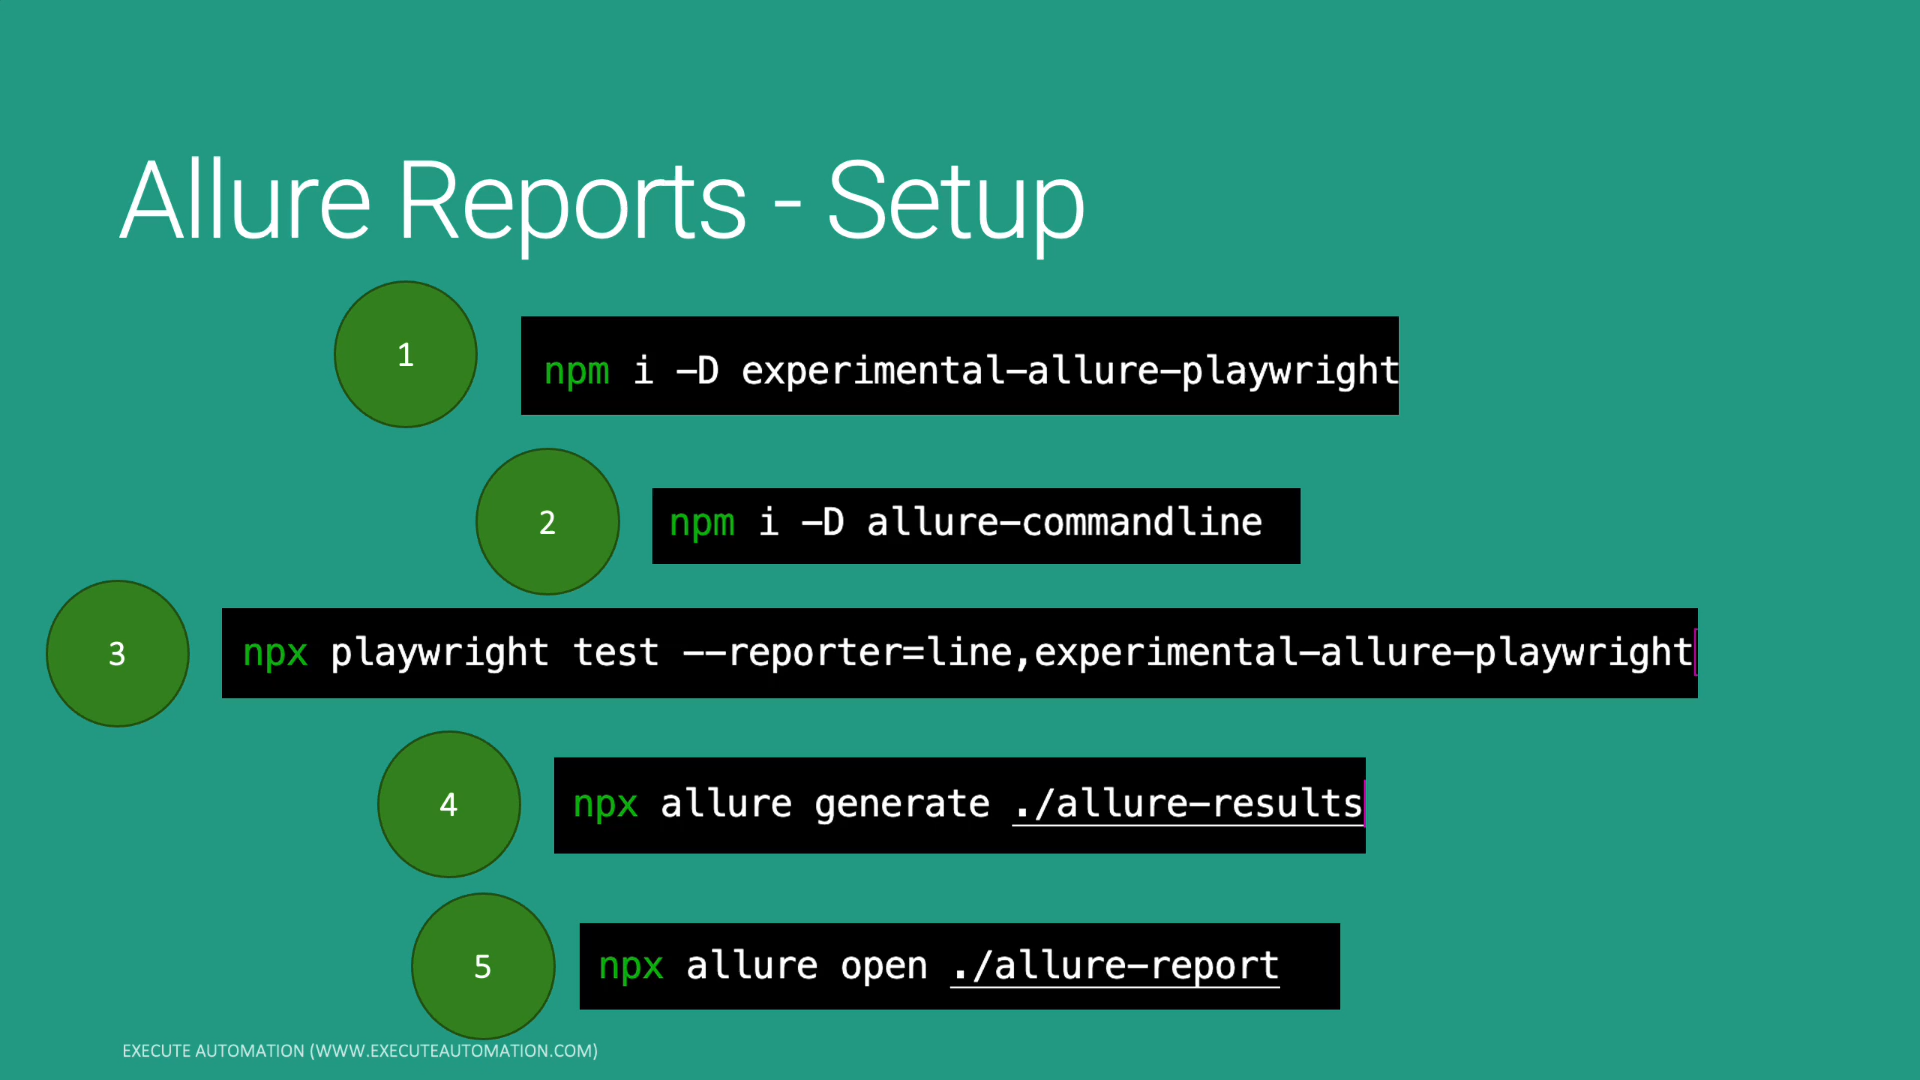 Allure Reports - Setup
1
npm i -D experimental-allure-playwright
2
npm i -D allure-commandline
3
npx playwright test --reporter=line,experimental-allure-playwright
4
npx allure generate ./allure-results
5
npx allure open ./allure-report
EXECUTE AUTOMATION (WWW.EXECUTEAUTOMATION.COM)